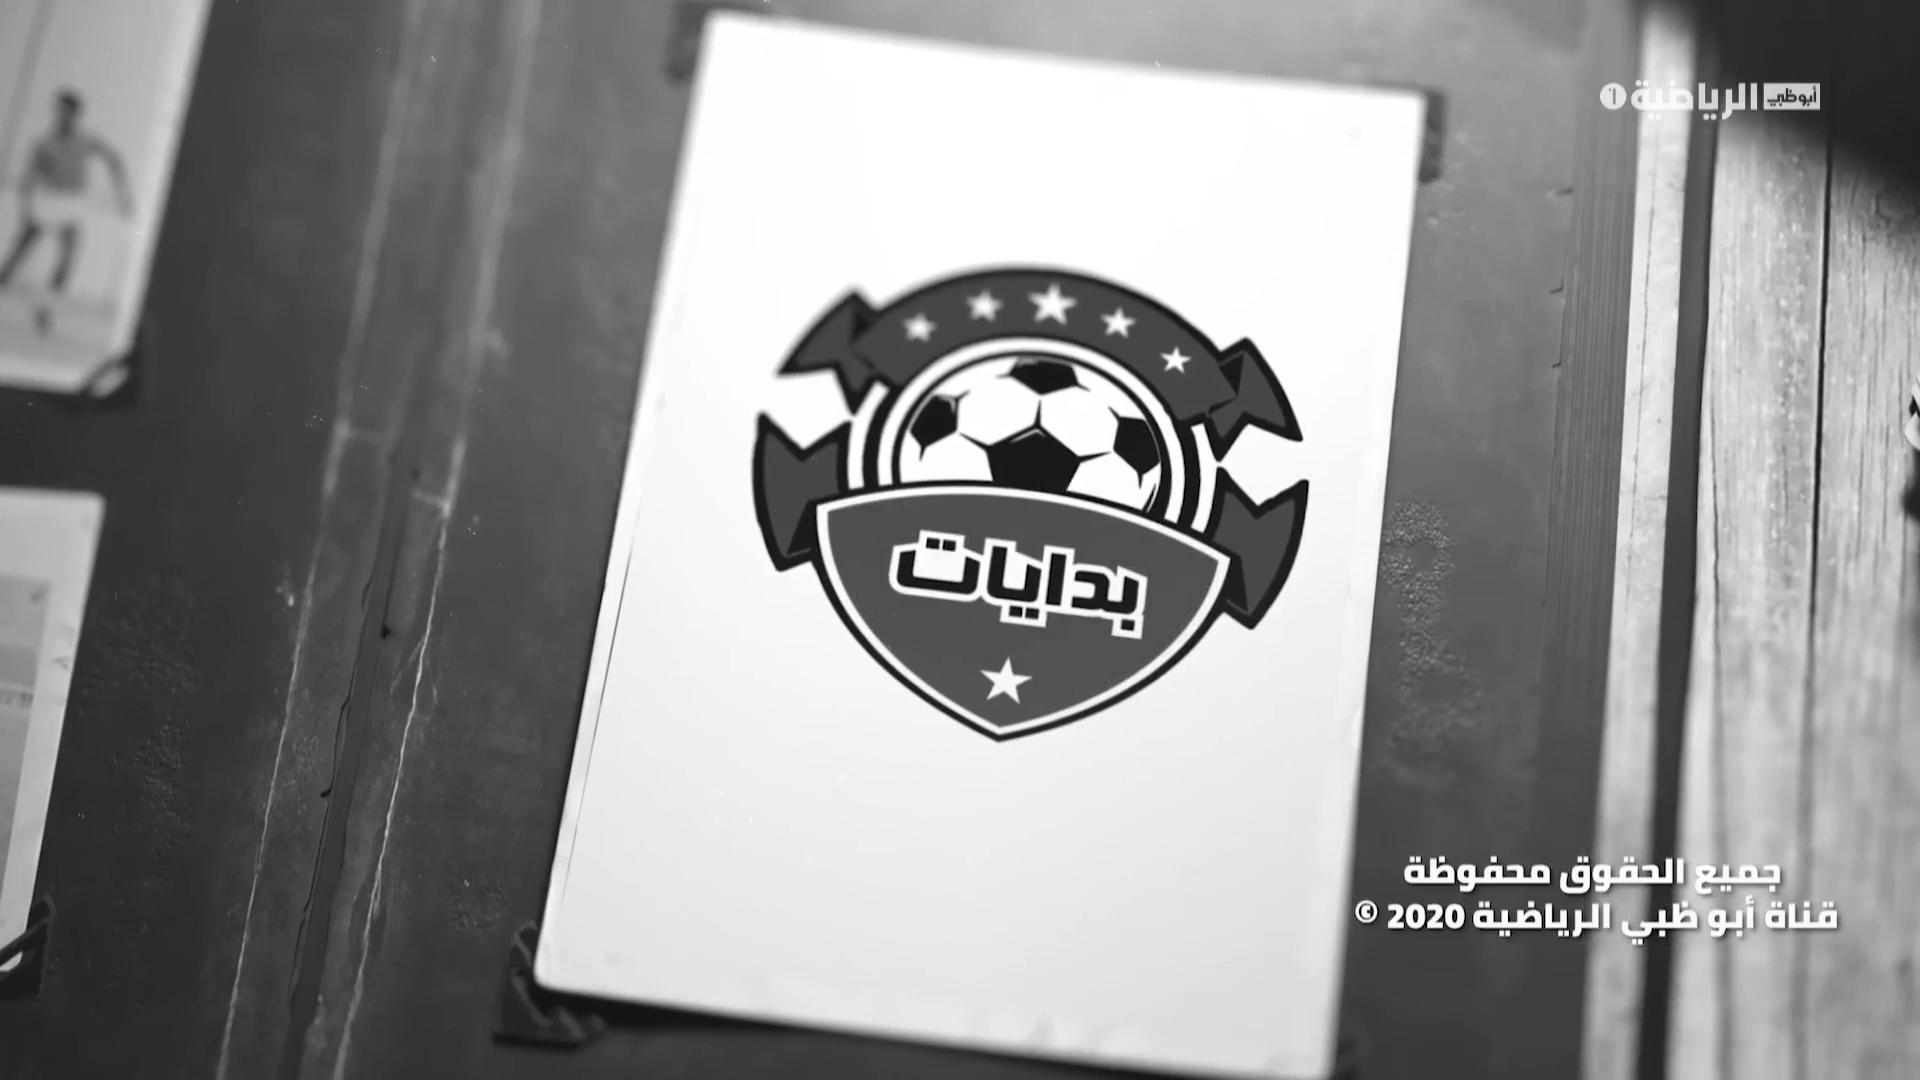 أبوظبي الرياضية 1
بدايات
جميع الحقوق محفوظة
قناة أبو ظبي الرياضية 2020 ©